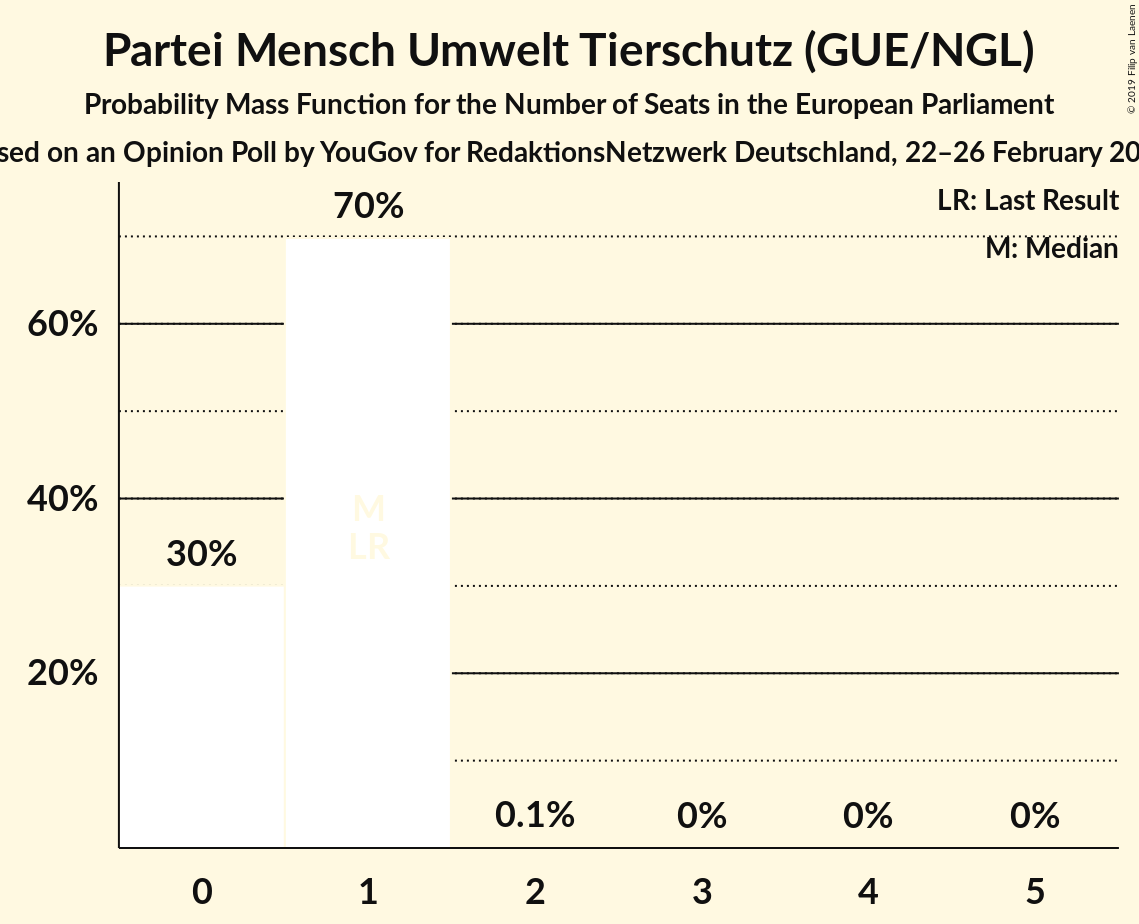 Partei Mensch Umwelt Tierschutz (GUE/NGL)
Probability Mass Function for the Number of Seats in the European Parliament
sed on an Opinion Poll by YouGov for RedaktionsNetzwerk Deutschland, 22–26 February 20
© 2019 Filip van Laenen
LR: Last Result
M: Median
70%
60%
40%
M
LR
30%
20%
0.1%
0%
0%
0%
0 1 2 3 4 5